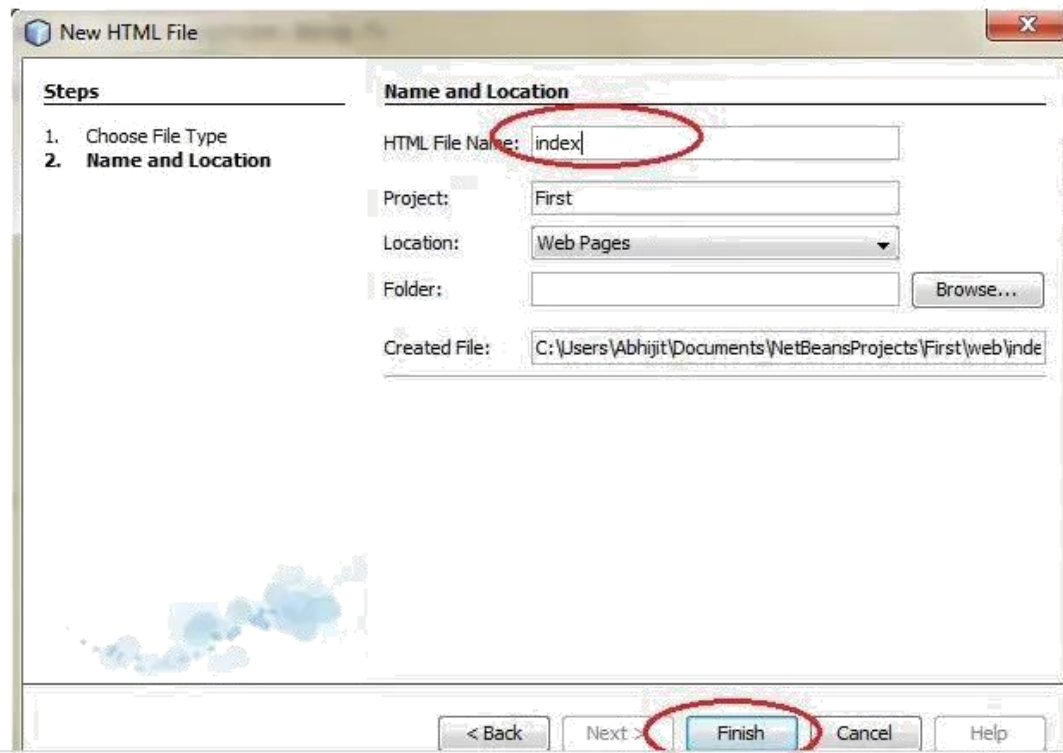 New HTML File
Steps
1. Choose File Type
2. Name and Location
Name and Location
HTML File Name: index
Project: First
Location: Web Pages
Folder: Browse...
Created File: C:\Users\Abhijit\Documents\NetBeansProjects\First\web\inde
< Back Next > Finish Cancel Help